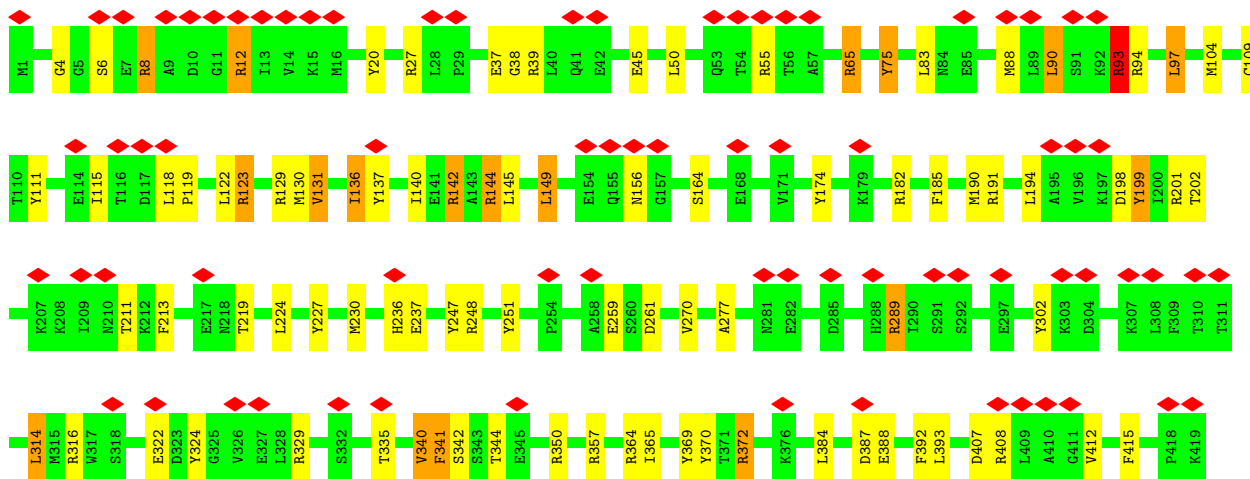 M1 G4 G5 S6 E7 R8 A9 D10 G11 R12 I13 V14 K15 M16 Y20 R27 L28 P29 E37 G38 R39 L40 Q41 E42 E45 L50 Q53 T54 R55 T56 A57 R65 Y75 L83 N84 E85 M88 L89 L90 S91 K92 R93 R94 L97 M104
T110 Y111 E114 I115 T116 D117 L118 P119 L122 R123 R129 M130 V131 I136 Y137 I140 E141 R142 A143 R144 L145 L149 E154 Q155 N156 G157 S164 E168 V171 Y174 K179 R182 F185 M190 R191 L194 A195 V196 K197 D198 Y199 I200 R201 T202
K207 K208 I209 N210 T211 K212 F213 E217 N218 T219 L224 Y227 M230 H236 E237 Y247 R248 Y251 P254 A258 E259 S260 D261 V270 A277 N281 E282 D285 H288 R289 I290 S291 S292 E297 Y302 K303 D304 K307 L308 F309 T310 T311
L314 M315 R316 W317 S318 E322 D323 Y324 G325 V326 E327 L328 R329 S332 T335 V340 F341 S342 S343 T344 E345 R350 R357 R364 I365 Y369 Y370 T371 R372 K376 L384 D387 E388 F392 L393 D407 R408 L409 A410 G411 V412 F415 P418 K419